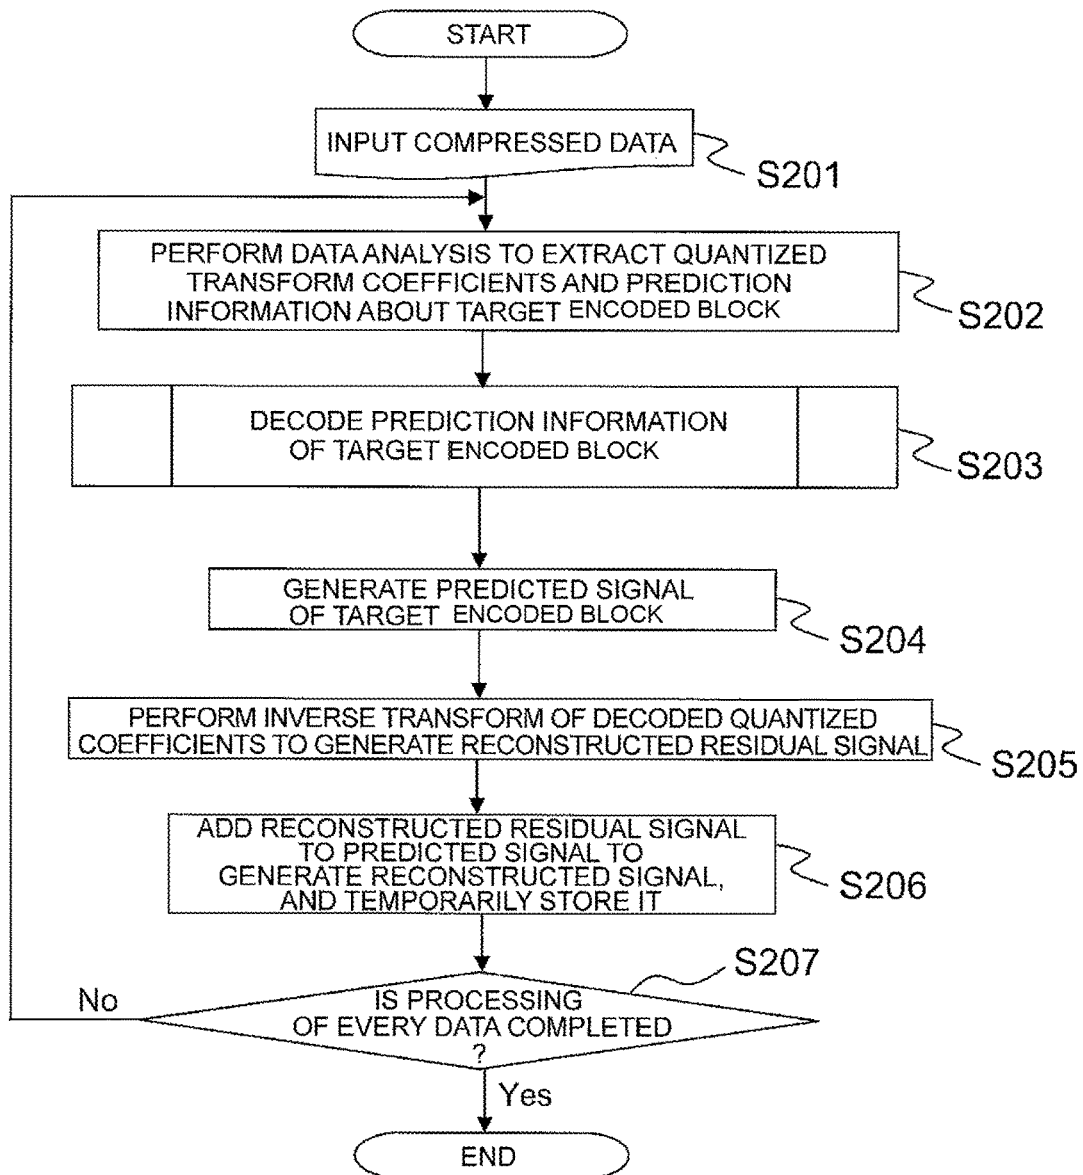 START
INPUT COMPRESSED DATA
S201
PERFORM DATA ANALYSIS TO EXTRACT QUANTIZED
TRANSFORM COEFFICIENTS AND PREDICTION
INFORMATION ABOUT TARGET ENCODED BLOCK
S202
DECODE PREDICTION INFORMATION
OF TARGET ENCODED BLOCK
S203
GENERATE PREDICTED SIGNAL
OF TARGET ENCODED BLOCK
S204
PERFORM INVERSE TRANSFORM OF DECODED QUANTIZED
COEFFICIENTS TO GENERATE RECONSTRUCTED RESIDUAL SIGNAL
S205
ADD RECONSTRUCTED RESIDUAL SIGNAL
TO PREDICTED SIGNAL TO
GENERATE RECONSTRUCTED SIGNAL,
AND TEMPORARILY STORE IT
S206
S207
No
IS PROCESSING
OF EVERY DATA COMPLETED
?
Yes
END